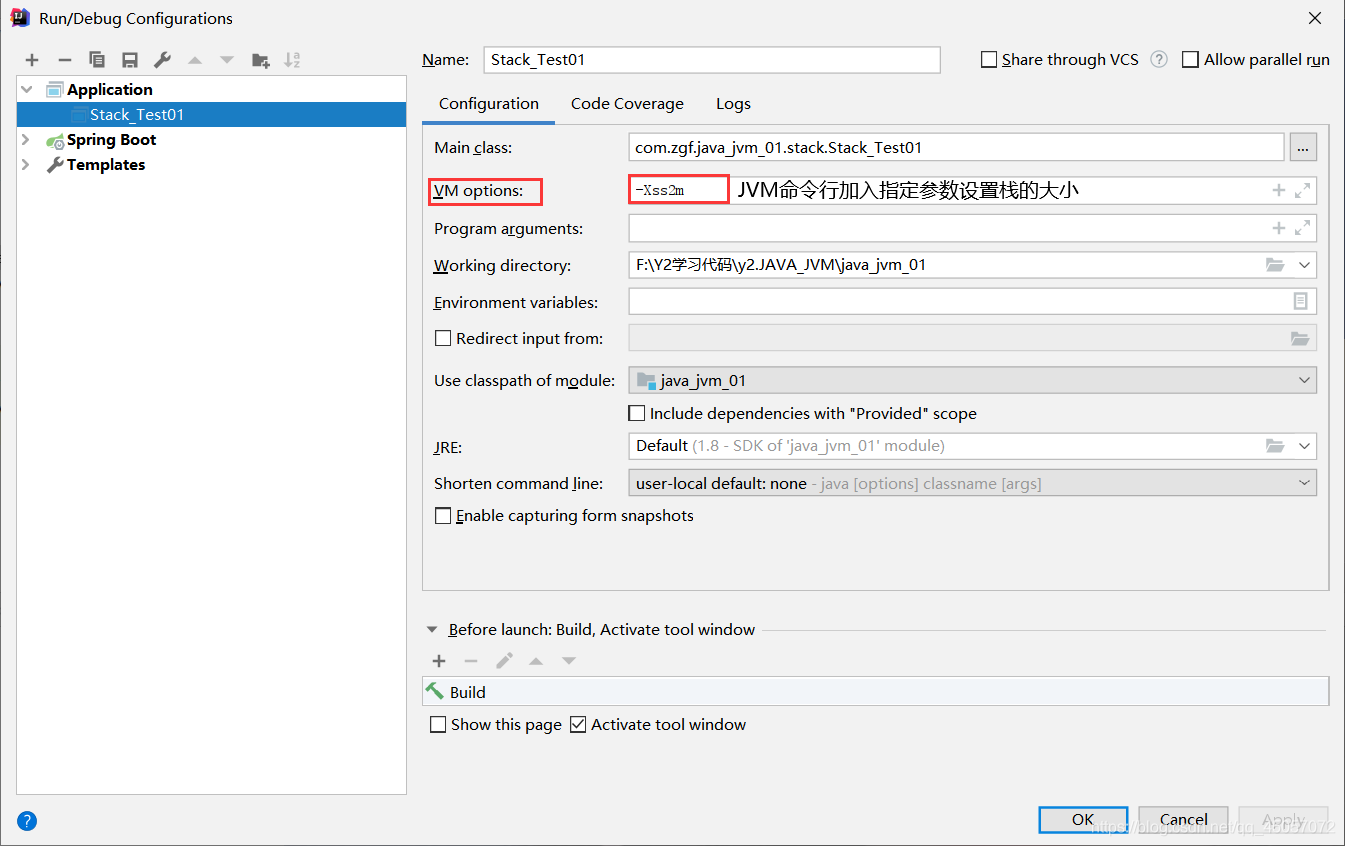 Run/Debug Configurations
Name: Stack_Test01 Share through VCS ? Allow parallel run
Application
Stack_Test01
Spring Boot
Templates
Configuration Code Coverage Logs
Main class: com.zgf.java_jvm_01.stack.Stack_Test01 ...
VM options: -Xss2m JVM命令行加入指定参数设置栈的大小
Program arguments:
Working directory: F:\Y2学习代码\y2.JAVA_JVM\java_jvm_01
Environment variables:
Redirect input from:
Use classpath of module: java_jvm_01
Include dependencies with "Provided" scope
JRE: Default (1.8 - SDK of 'java_jvm_01' module)
Shorten command line: user-local default: none - java [options] classname [args]
Enable capturing form snapshots
Before launch: Build, Activate tool window
Build
Show this page Activate tool window
? OK Cancel Apply